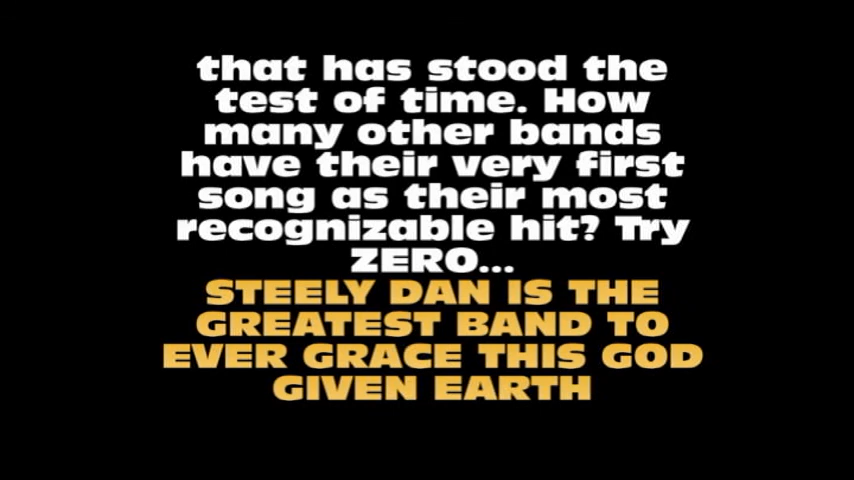 that has stood the
test of time. How
many other bands
have their very first
song as their most
recognizable hit? Try
ZERO...
STEELY DAN IS THE
GREATEST BAND TO
EVER GRACE THIS GOD
GIVEN EARTH